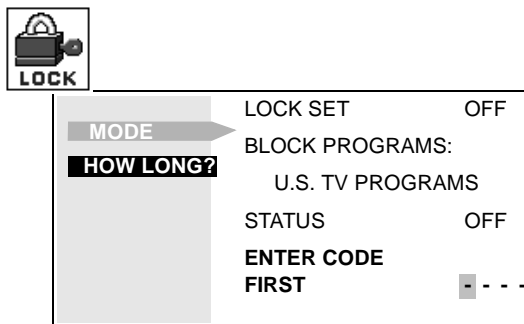 LOCK
LOCK SET OFF
MODE
BLOCK PROGRAMS:
HOW LONG?
U.S. TV PROGRAMS
STATUS OFF
ENTER CODE
FIRST - - - -